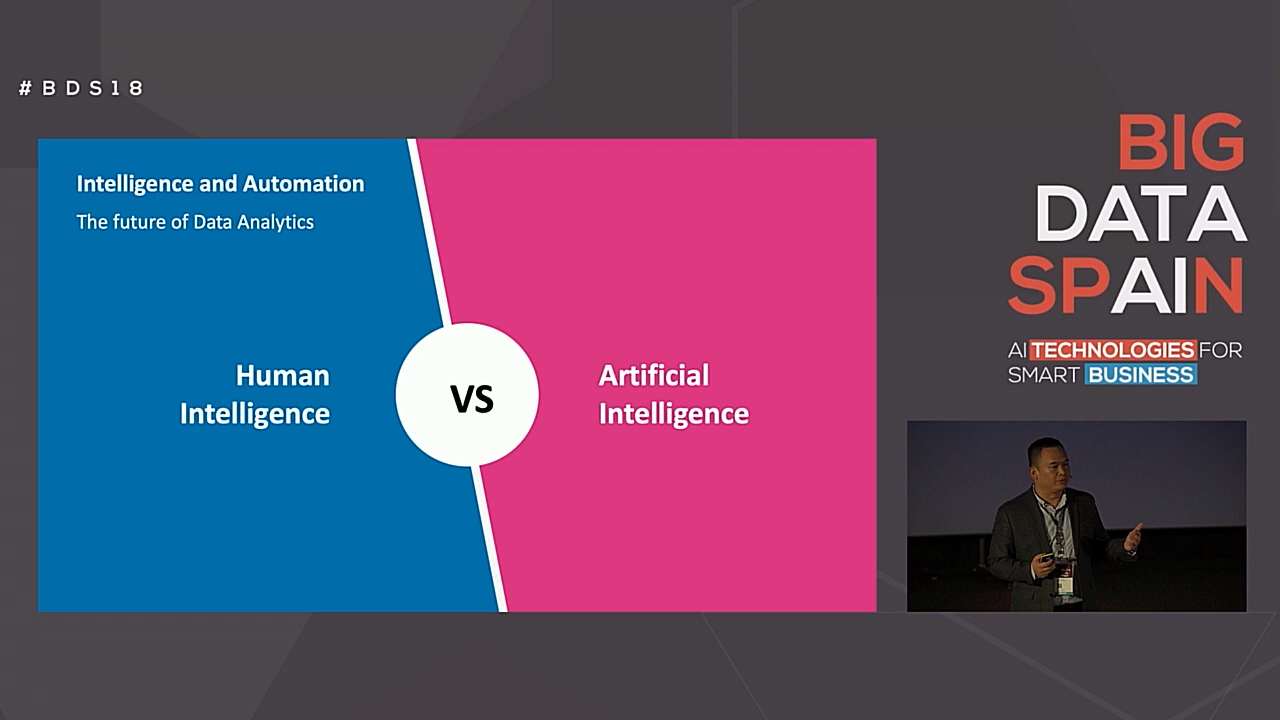 #BDS18
Intelligence and Automation
The future of Data Analytics
Human
Intelligence
VS
Artificial
Intelligence
BIG
DATA
SPAIN
AI TECHNOLOGIES FOR
SMART BUSINESS